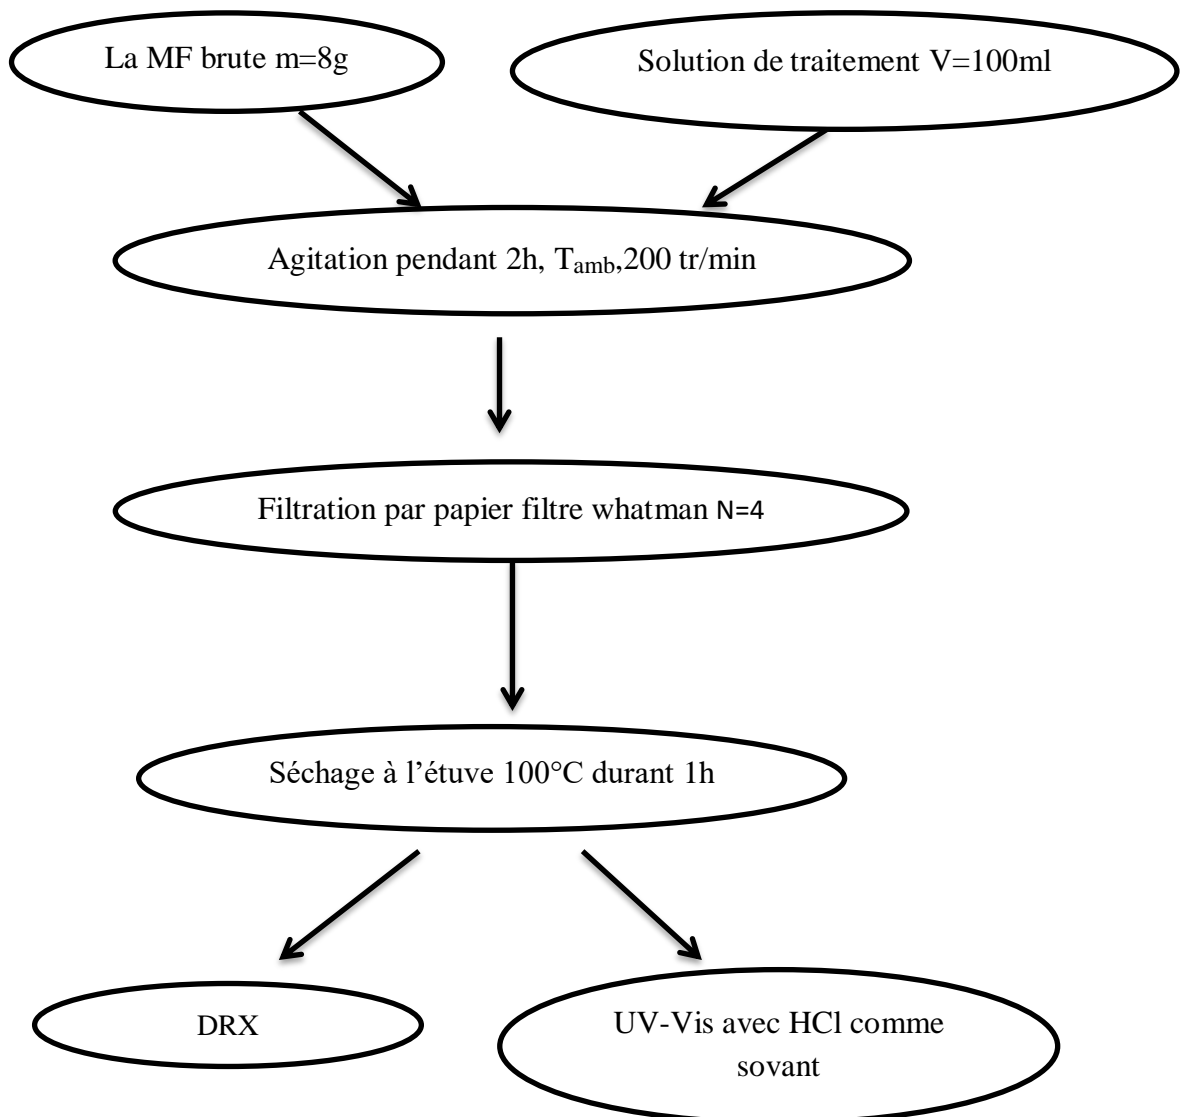 La MF brute m=8g
Solution de traitement V=100ml
Agitation pendant 2h, Tamb,200 tr/min
Filtration par papier filtre whatman N=4
Séchage à l’étuve 100°C durant 1h
DRX
UV-Vis avec HCl comme
sovant